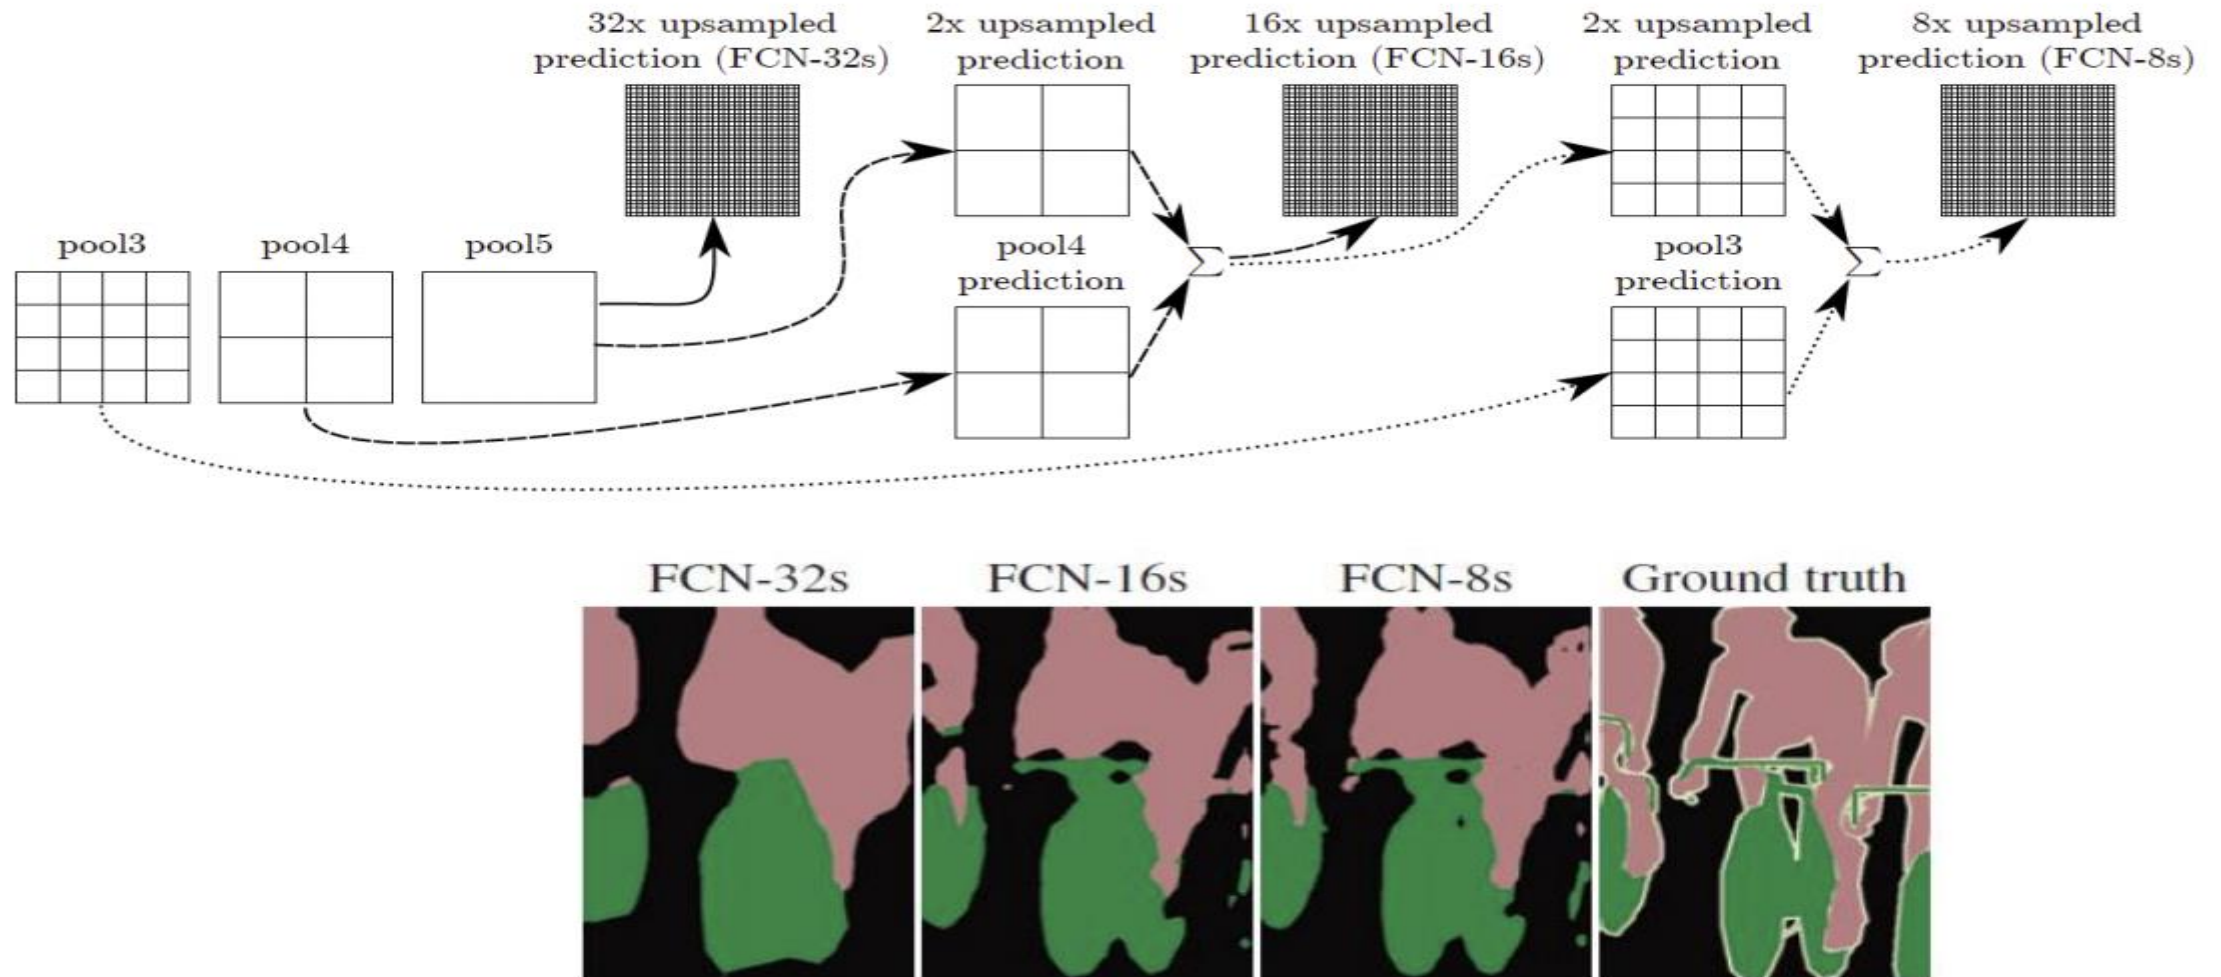 32x upsampled
prediction (FCN-32s)
2x upsampled
prediction
16x upsampled
prediction (FCN-16s)
2x upsampled
prediction
8x upsampled
prediction (FCN-8s)
pool3
pool4
pool5
pool4
prediction
Σ
pool3
prediction
Σ
FCN-32s
FCN-16s
FCN-8s
Ground truth